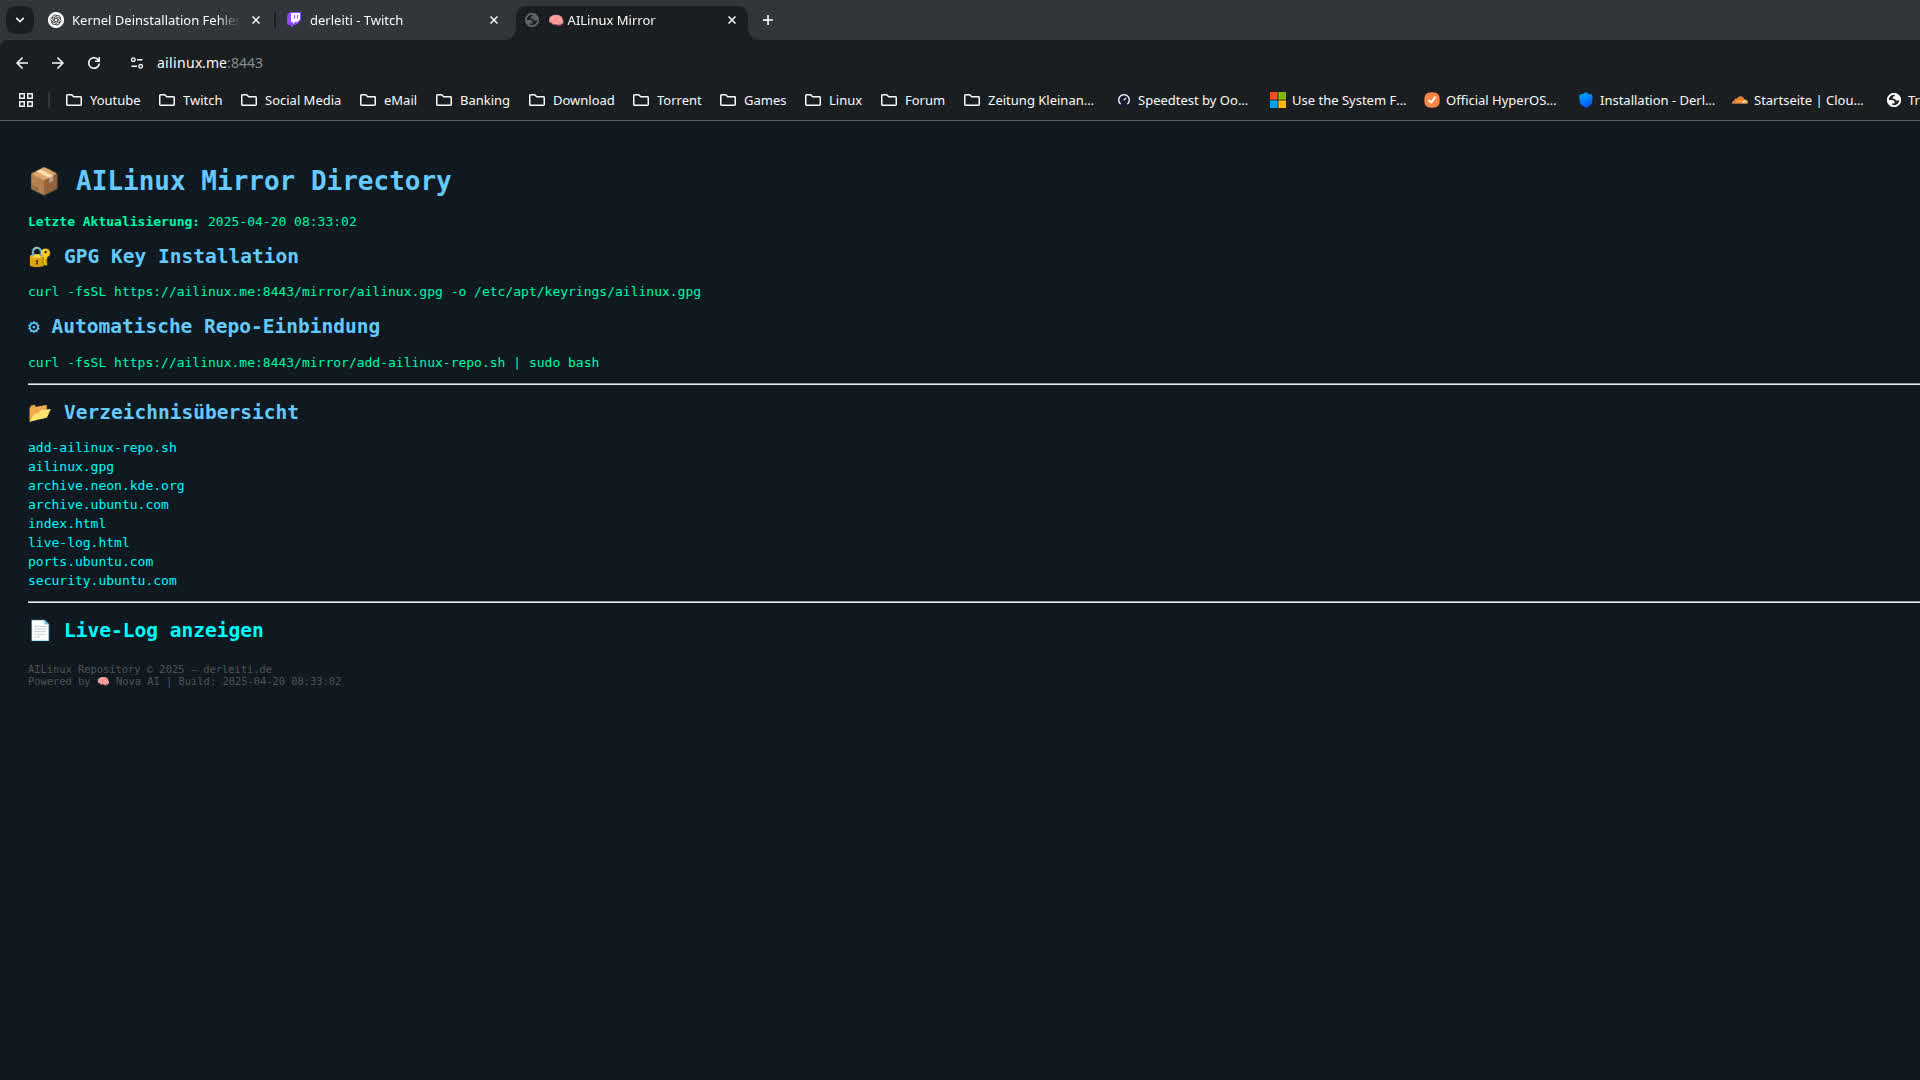 Kernel Deinstallation Fehle
derleiti - Twitch
🧠 AILinux Mirror
ailinux.me:8443
Youtube
Twitch
Social Media
eMail
Banking
Download
Torrent
Games
Linux
Forum
Zeitung Kleinan...
Speedtest by Oo...
Use the System F...
Official HyperOS...
Installation - Derl...
Startseite | Clou...
Tr
📦 AILinux Mirror Directory
Letzte Aktualisierung: 2025-04-20 08:33:02
🔐 GPG Key Installation
curl -fsSL https://ailinux.me:8443/mirror/ailinux.gpg -o /etc/apt/keyrings/ailinux.gpg
⚙ Automatische Repo-Einbindung
curl -fsSL https://ailinux.me:8443/mirror/add-ailinux-repo.sh | sudo bash
📂 Verzeichnisübersicht
add-ailinux-repo.sh
ailinux.gpg
archive.neon.kde.org
archive.ubuntu.com
index.html
live-log.html
ports.ubuntu.com
security.ubuntu.com
📄 Live-Log anzeigen
AILinux Repository © 2025 – derleiti.de
Powered by 🧠 Nova AI | Build: 2025-04-20 08:33:02